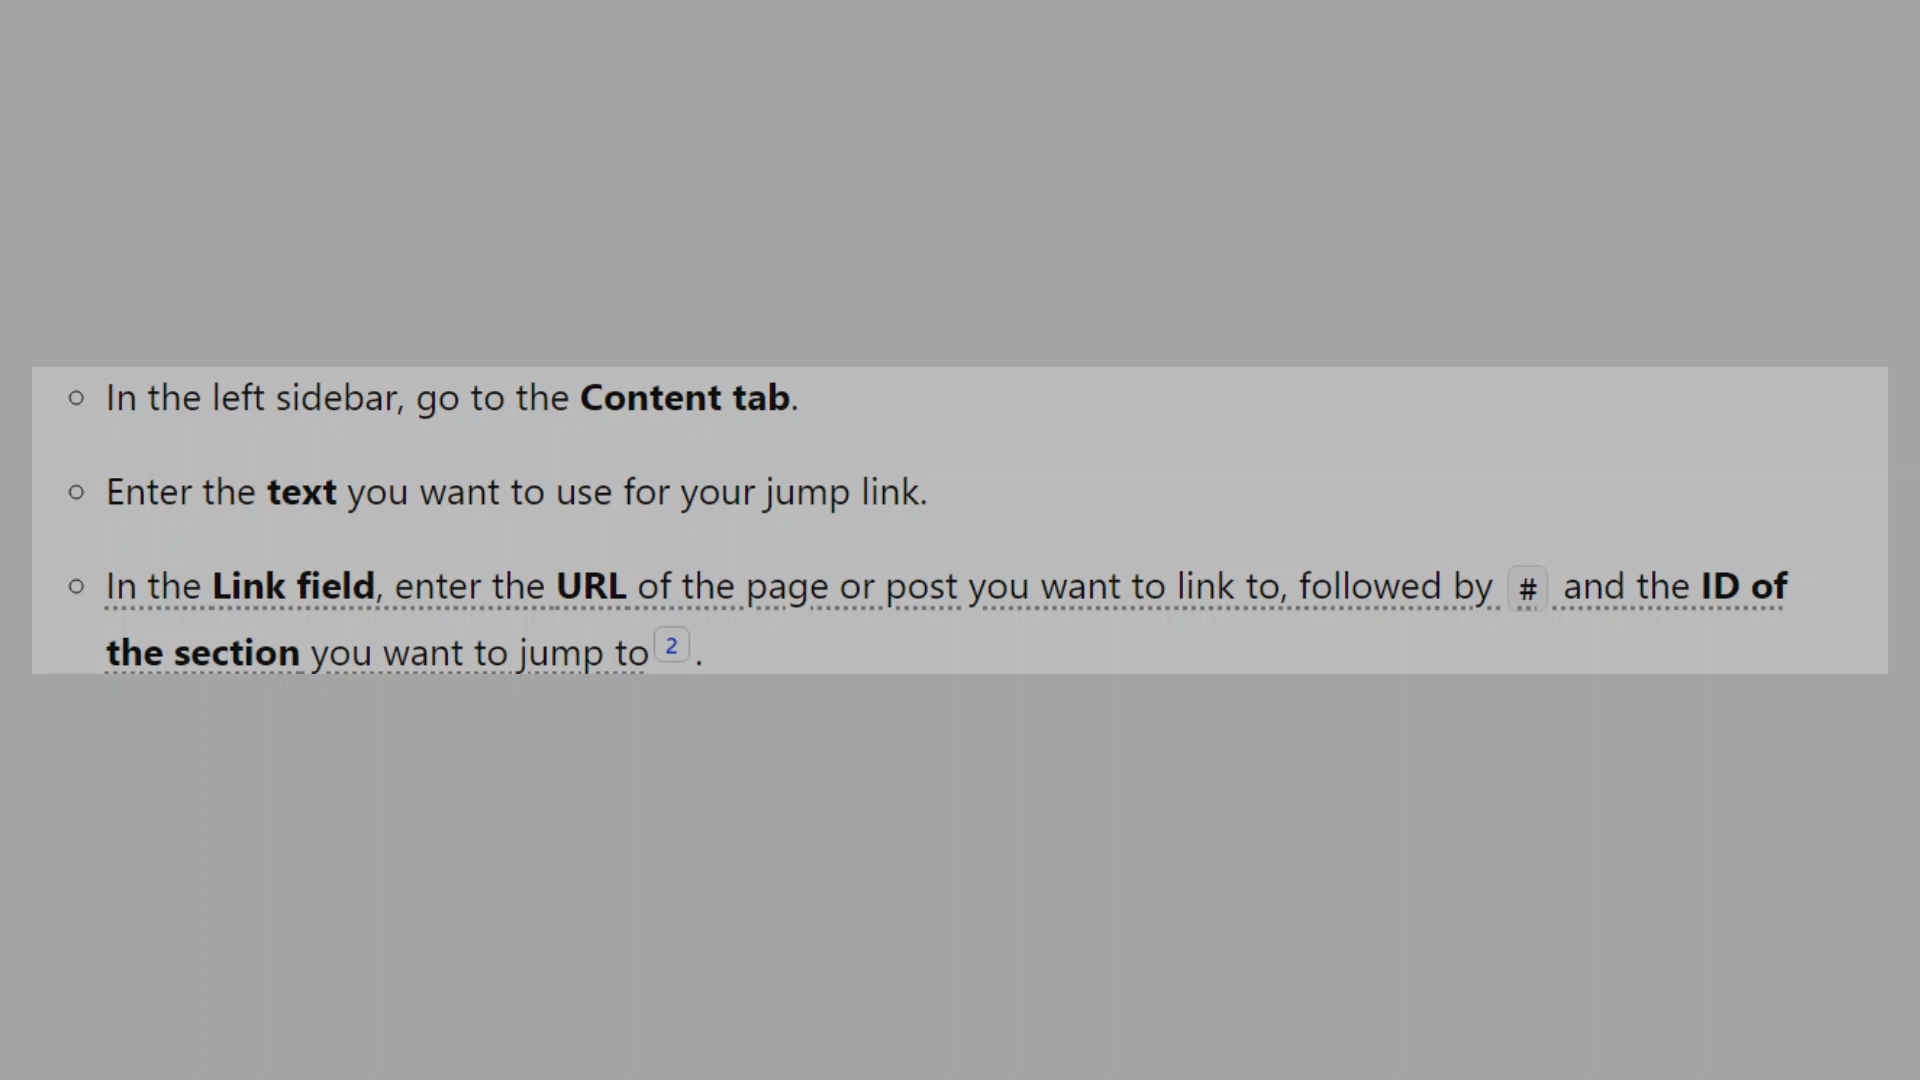 In the left sidebar, go to the Content tab.
Enter the text you want to use for your jump link.
In the Link field, enter the URL of the page or post you want to link to, followed by # and the ID of
the section you want to jump to 2 .